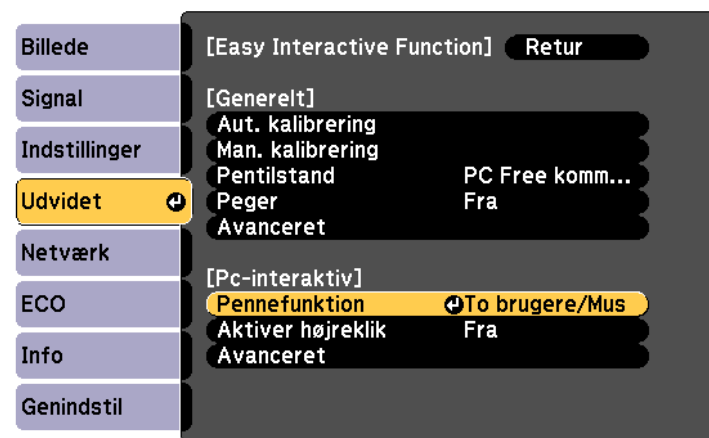 Billede
Signal
Indstillinger
Udvidet
Netværk
ECO
Info
Genindstil
[Easy Interactive Function] Retur
[Generelt]
Aut. kalibrering
Man. kalibrering
Pentilstand PC Free komm...
Peger Fra
Avanceret
[Pc-interaktiv]
Pennefunktion To brugere/Mus
Aktiver højreklik Fra
Avanceret